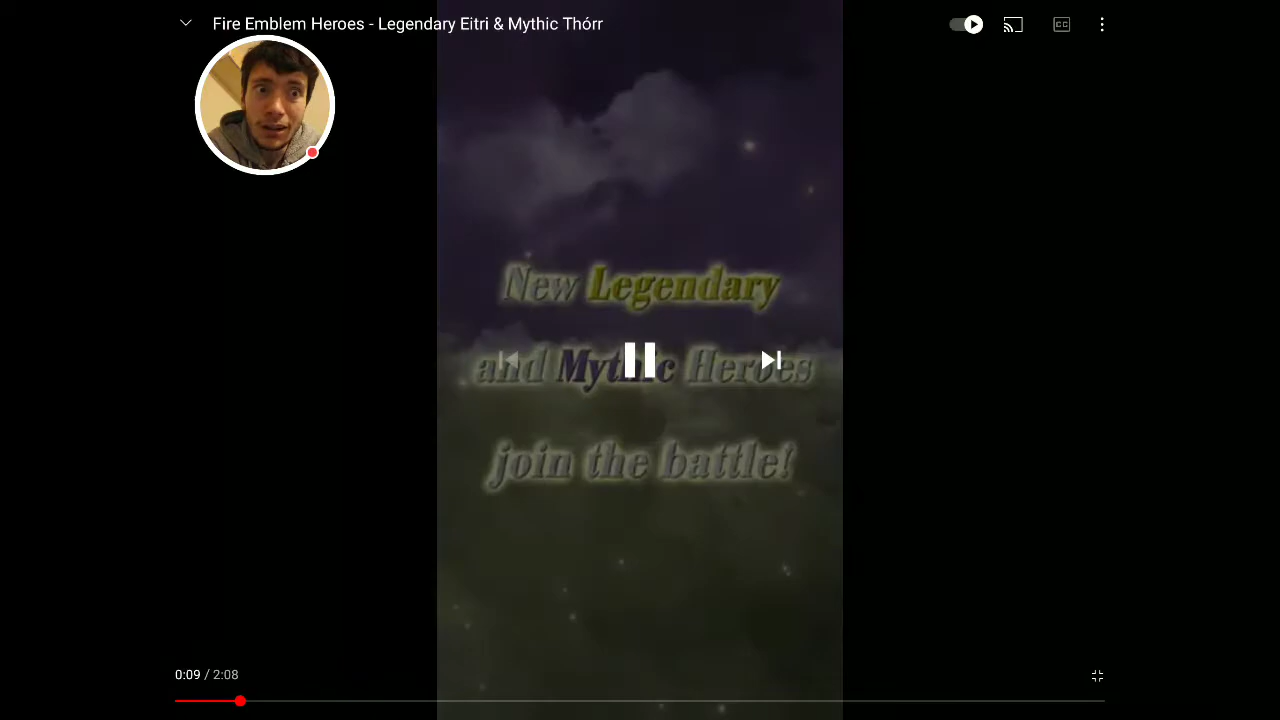 Fire Emblem Heroes - Legendary Eitri & Mythic Thórr
CC
New Legendary
and Mythic Heroes
join the battle!
0:09 / 2:08